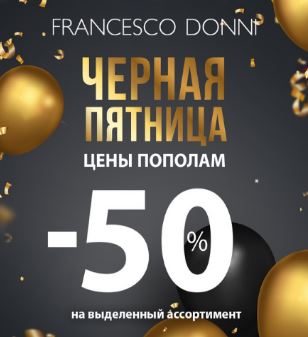 FRANCESCO DONNI
ЧЕРНАЯ
ПЯТНИЦА
ЦЕНЫ ПОПОЛАМ
-50%
на выделенный ассортимент